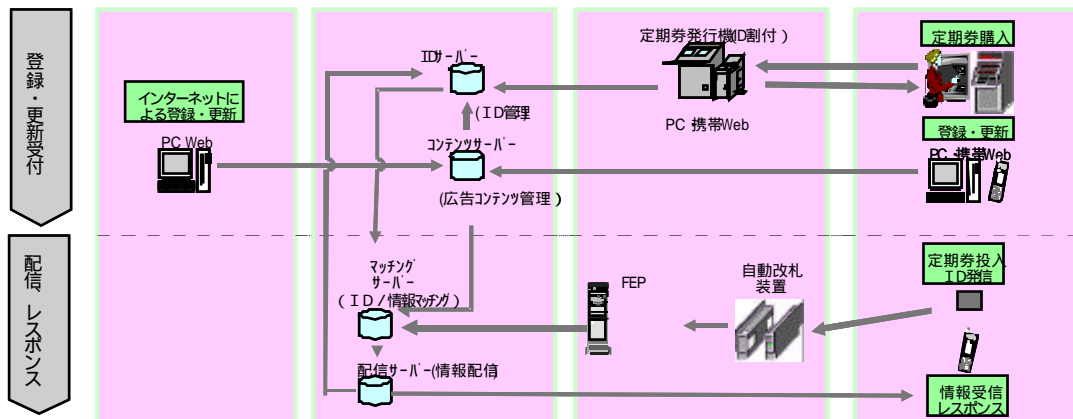 登録・更新受付
インターネットに
よる登録・更新
PC Web
IDサーバー
(ID管理
コンテンツサーバー
(広告コンテンツ管理)
定期券発行機ID割付)
PC 携帯Web
定期券購入
登録・更新
PC・携帯Web
配信、レスポンス
マッチング
サーバー
(ID/情報マッチング)
配信サーバー(情報配信
FEP
自動改札
装置
定期券投入
ID発信
情報受信
レスポンス